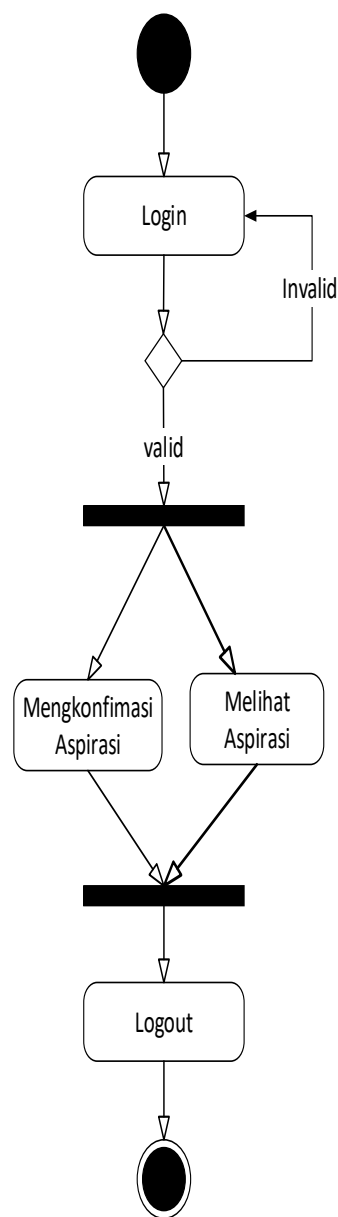 Login
Invalid
valid
Mengkonfimasi
Aspirasi
Melihat
Aspirasi
Logout